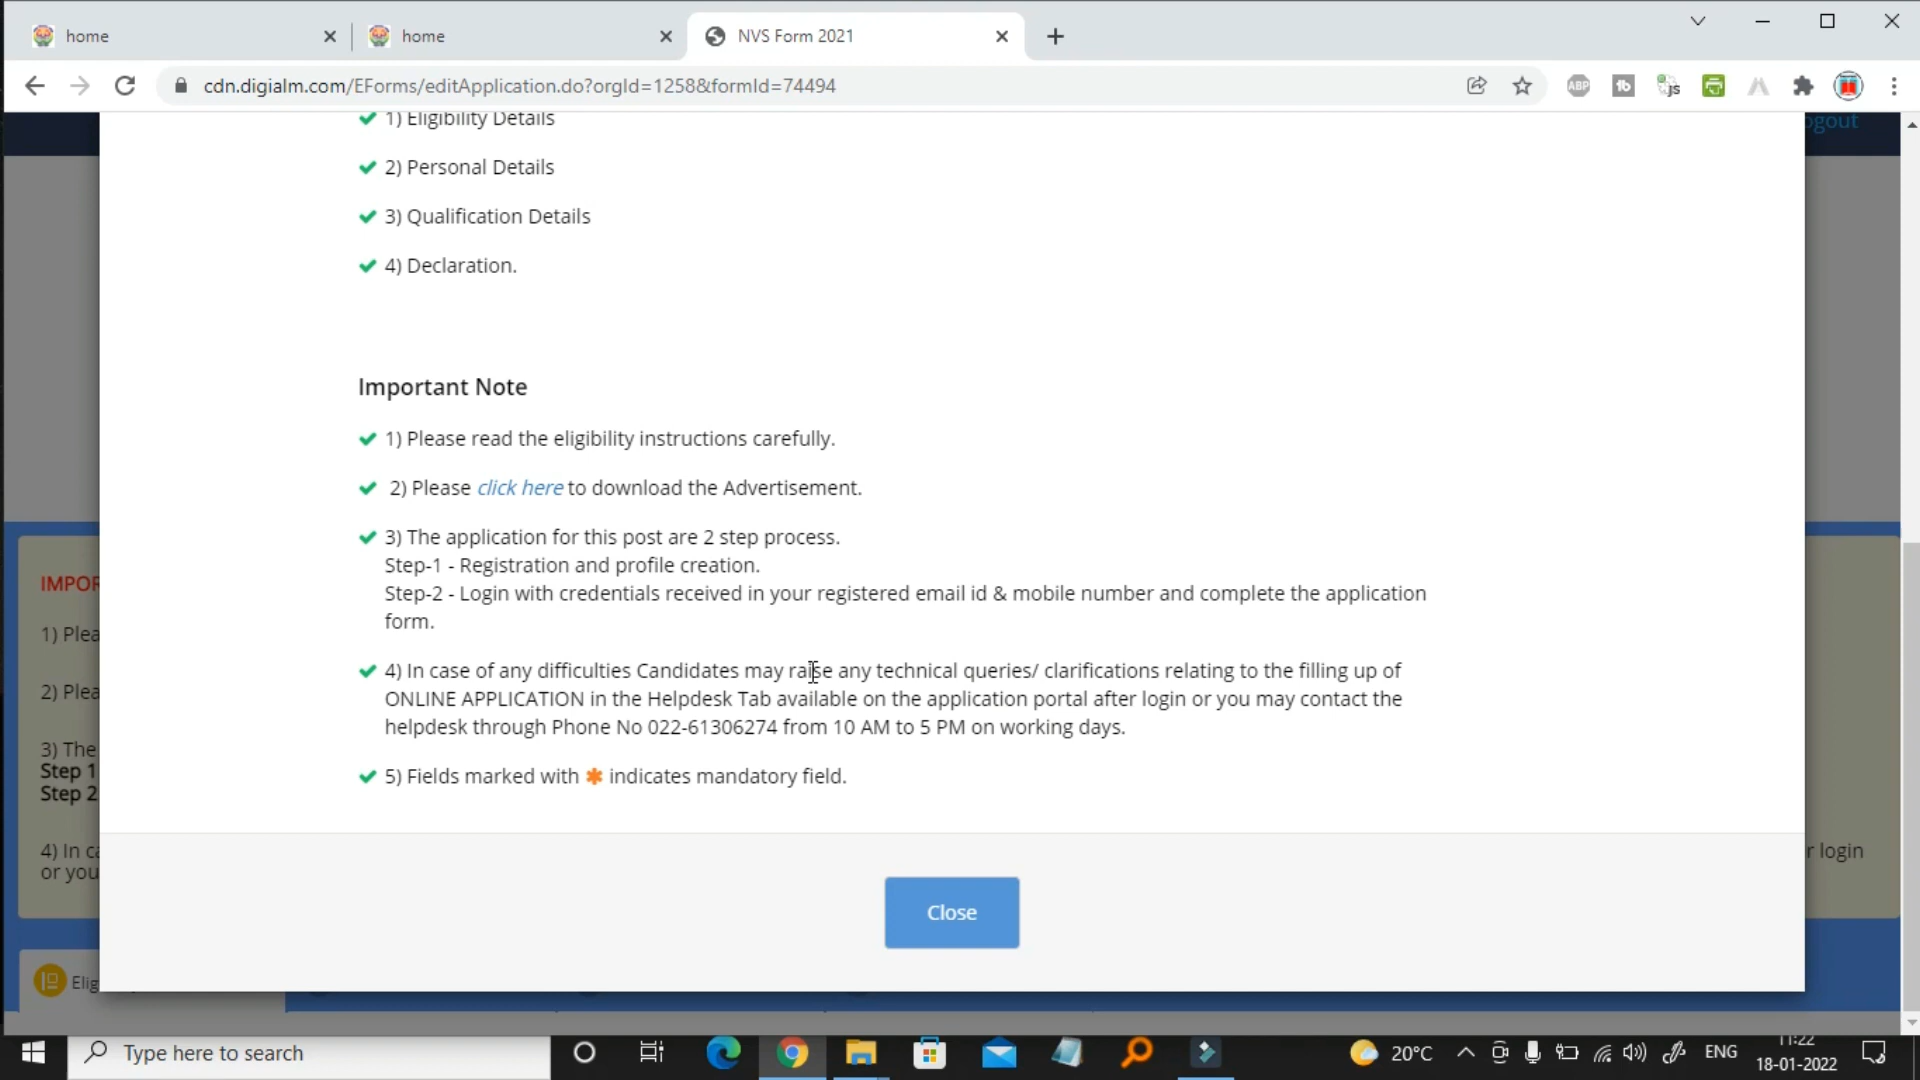 home
home
NVS Form 2021
cdn.digialm.com/EForms/editApplication.do?orgId=1258&formId=74494
ogout
1) Eligibility Details
2) Personal Details
3) Qualification Details
4) Declaration.
Important Note
1) Please read the eligibility instructions carefully.
2) Please click here to download the Advertisement.
3) The application for this post are 2 step process.
Step-1 - Registration and profile creation.
Step-2 - Login with credentials received in your registered email id & mobile number and complete the application
form.
4) In case of any difficulties Candidates may raise any technical queries/ clarifications relating to the filling up of
ONLINE APPLICATION in the Helpdesk Tab available on the application portal after login or you may contact the
helpdesk through Phone No 022-61306274 from 10 AM to 5 PM on working days.
5) Fields marked with * indicates mandatory field.
Close
IMPOR
1) Plea
2) Plea
3) The
Step 1
Step 2
4) In ca
or you
r login
Elig
Type here to search
20°C
ENG
11:22
18-01-2022